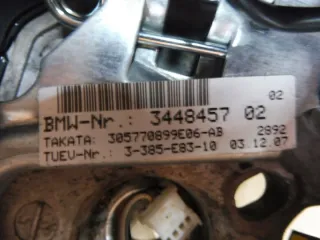 02
BMW-Nr.: 3448457 02
TAKATA: 305770899E06-AB 2892
TUEV-Nr.: 3-385-E83-10 03.12.07